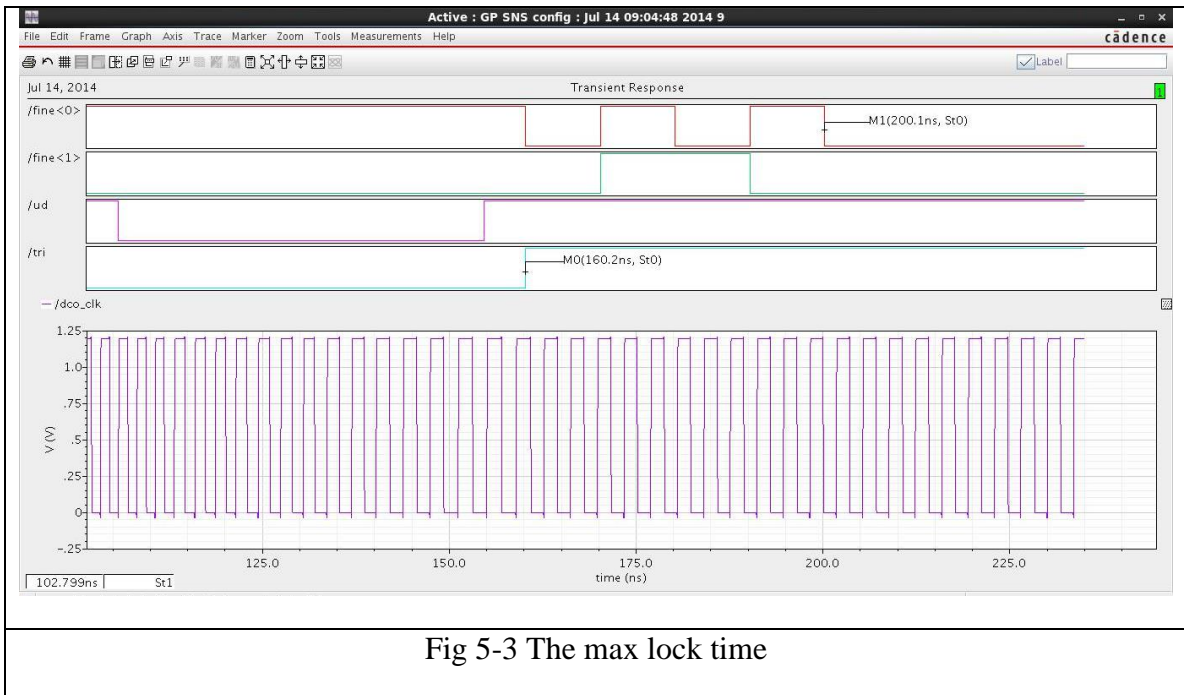 Active : GP SNS config : Jul 14 09:04:48 2014 9
File Edit Frame Graph Axis Trace Marker Zoom Tools Measurements Help
cādence
Label
Jul 14, 2014
Transient Response
1
/fine<0>
M1(200.1ns, St0)
/fine<1>
/ud
/tri
M0(160.2ns, St0)
/dco_clk
1.25
1.0
.75
.5
.25
0
-.25
V (V)
125.0 150.0 175.0 200.0 225.0
time (ns)
102.799ns St1
Fig 5-3 The max lock time